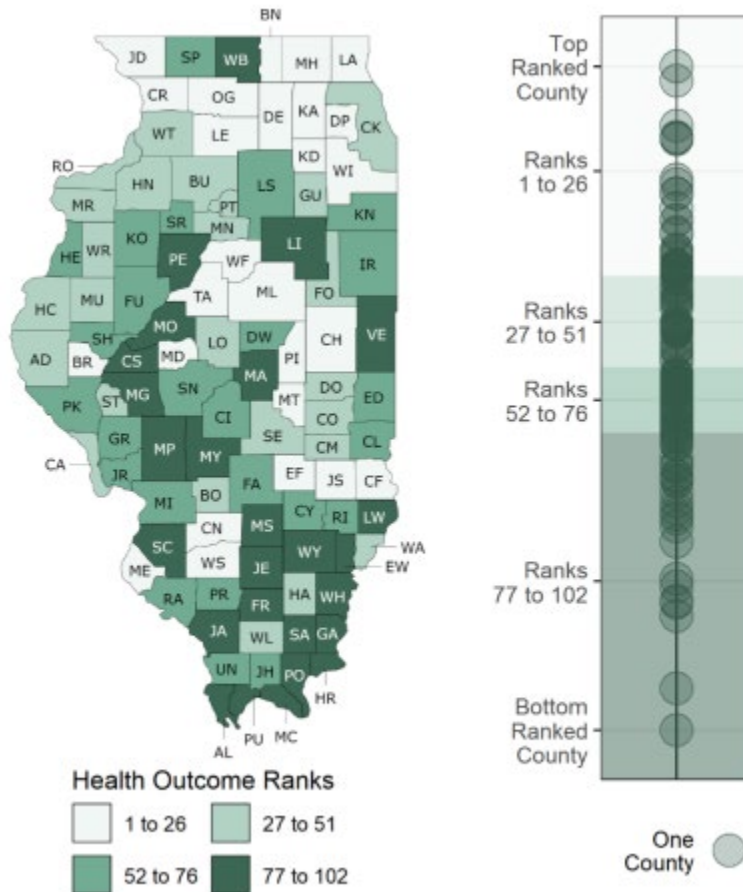 BN
JD SP WB MH LA
CR OG
DE KA DP CK
WT LE
RO KD WI
HN BU LS GU
MR PT KN
SR MN
HE WR KO LI IR
PE WF
FU TA ML FO
HC MU MO VE
SH LO DW CH
AD BR CS MD PI
MA DO
MG SN MT ED
PK ST CI CO
GR SE CM CL
CA MP MY
JR EF JS CF
MI BO FA
CY RI LW
CN MS
SC WY WA
ME WS JE EW
RA PR HA WH
FR
JA WL SA GA
UN JH PO
HR
AL PU MC
Health Outcome Ranks
1 to 26 27 to 51
52 to 76 77 to 102
Top
Ranked
County
Ranks
1 to 26
Ranks
27 to 51
Ranks
52 to 76
Ranks
77 to 102
Bottom
Ranked
County
One
County